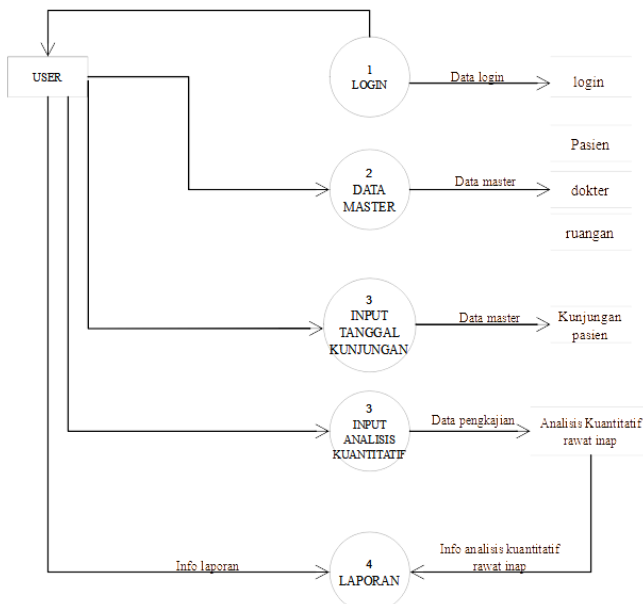 USER
1
LOGIN
Data login
login
Pasien
2
DATA
MASTER
Data master
dokter
ruangan
3
INPUT
TANGGAL
KUNJUNGAN
Data master
Kunjungan
pasien
3
INPUT
ANALISIS
KUANTITATIF
Data pengkajian
Analisis Kuantitatif
rawat inap
Info laporan
4
LAPORAN
Info analisis kuantitatif
rawat inap